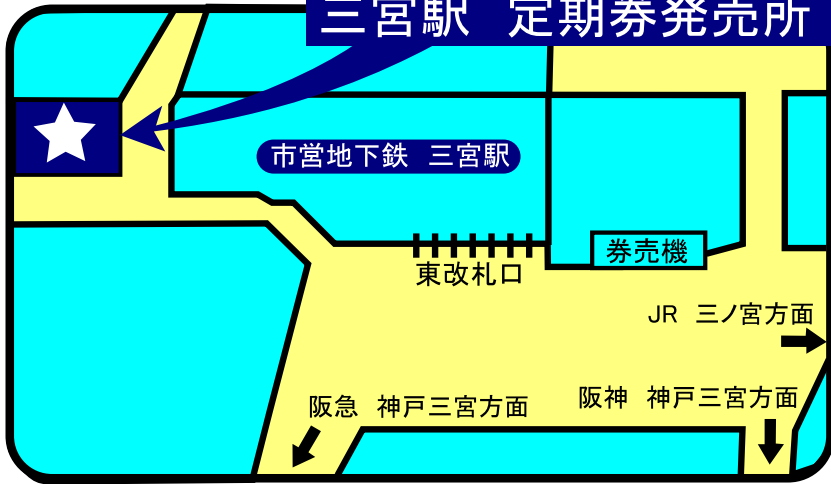 三宮駅　定期券発売所
市営地下鉄　三宮駅
券売機
東改札口
JR　三ノ宮方面
阪神　神戸三宮方面
阪急　神戸三宮方面